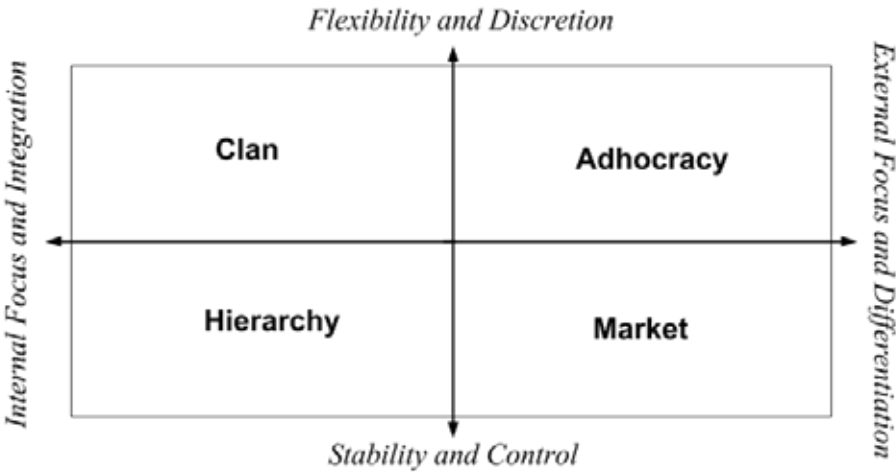 Flexibility and Discretion
Internal Focus and Integration
External Focus and Differentiation
Clan
Adhocracy
Hierarchy
Market
Stability and Control